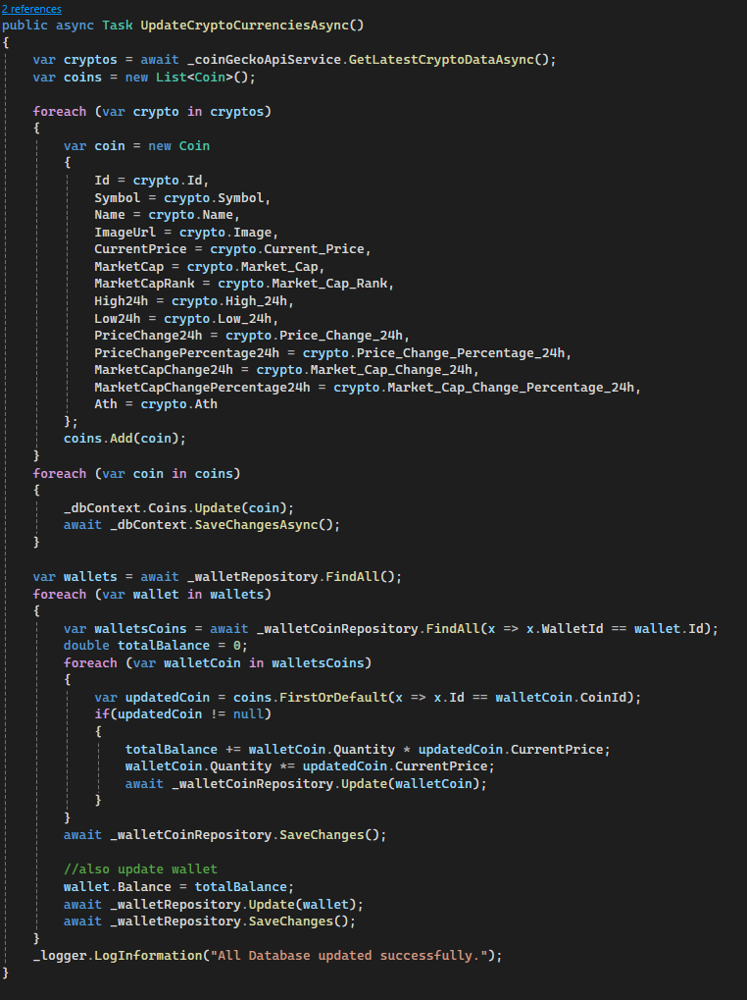 2 references
public async Task UpdateCryptoCurrenciesAsync()
{
    var cryptos = await _coinGeckoApiService.GetLatestCryptoDataAsync();
    var coins = new List<Coin>();

    foreach (var crypto in cryptos)
    {
        var coin = new Coin
        {
            Id = crypto.Id,
            Symbol = crypto.Symbol,
            Name = crypto.Name,
            ImageUrl = crypto.Image,
            CurrentPrice = crypto.Current_Price,
            MarketCap = crypto.Market_Cap,
            MarketCapRank = crypto.Market_Cap_Rank,
            High24h = crypto.High_24h,
            Low24h = crypto.Low_24h,
            PriceChange24h = crypto.Price_Change_24h,
            PriceChangePercentage24h = crypto.Price_Change_Percentage_24h,
            MarketCapChange24h = crypto.Market_Cap_Change_24h,
            MarketCapChangePercentage24h = crypto.Market_Cap_Change_Percentage_24h,
            Ath = crypto.Ath
        };
        coins.Add(coin);
    }
    foreach (var coin in coins)
    {
        _dbContext.Coins.Update(coin);
        await _dbContext.SaveChangesAsync();
    }

    var wallets = await _walletRepository.FindAll();
    foreach (var wallet in wallets)
    {
        var walletsCoins = await _walletCoinRepository.FindAll(x => x.WalletId == wallet.Id);
        double totalBalance = 0;
        foreach (var walletCoin in walletsCoins)
        {
            var updatedCoin = coins.FirstOrDefault(x => x.Id == walletCoin.CoinId);
            if(updatedCoin != null)
            {
                totalBalance += walletCoin.Quantity * updatedCoin.CurrentPrice;
                walletCoin.Quantity *= updatedCoin.CurrentPrice;
                await _walletCoinRepository.Update(walletCoin);
            }
        }
        await _walletCoinRepository.SaveChanges();

        //also update wallet
        wallet.Balance = totalBalance;
        await _walletRepository.Update(wallet);
        await _walletRepository.SaveChanges();
    }
    _logger.LogInformation("All Database updated successfully.");
}